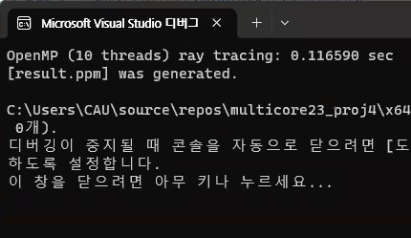 Microsoft Visual Studio 디버그
OpenMP (10 threads) ray tracing: 0.116590 sec
[result.ppm] was generated.
C:\Users\CAU\source\repos\multicore23_proj4\x64
0개).
디버깅이 중지될 때 콘솔을 자동으로 닫으려면 [도
하도록 설정합니다.
이 창을 닫으려면 아무 키나 누르세요...